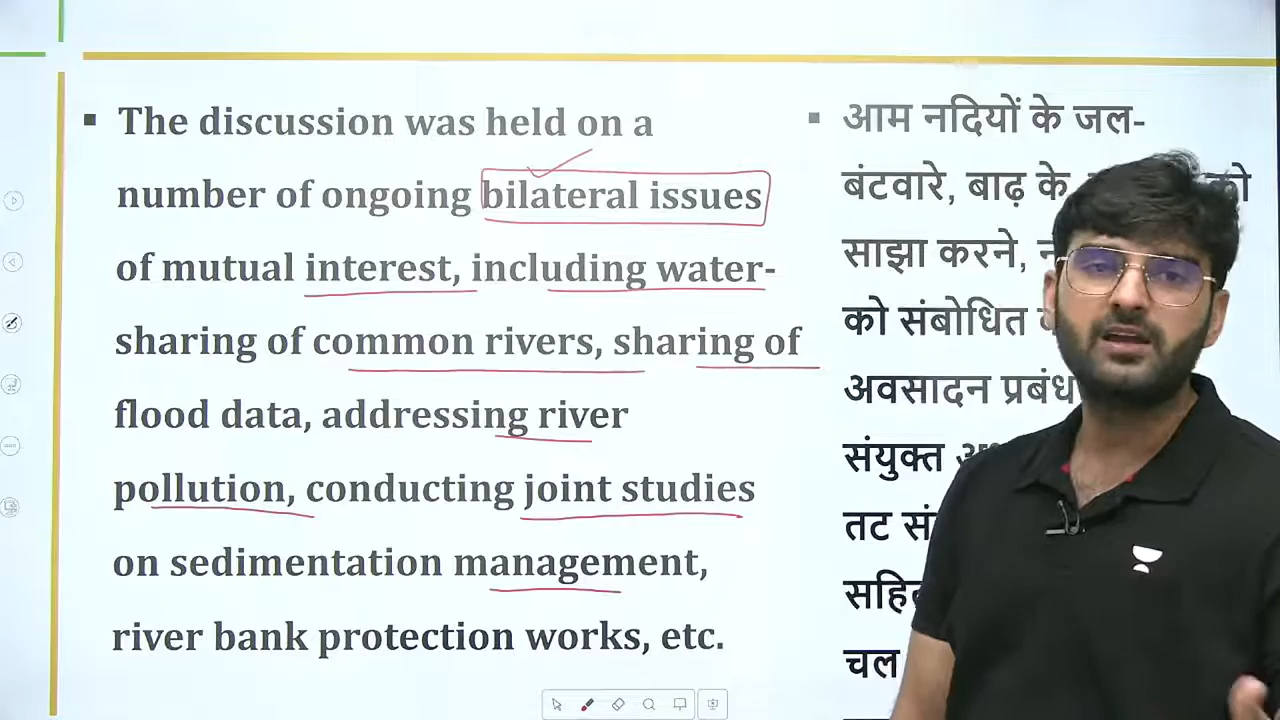 The discussion was held on a
number of ongoing bilateral issues
of mutual interest, including water-
sharing of common rivers, sharing of
flood data, addressing river
pollution, conducting joint studies
on sedimentation management,
river bank protection works, etc.
आम नदियों के जल-
बंटवारे, बाढ़ के को
साझा करने,
को संबोधित
अवसादन
संयुक्त
तट
चल